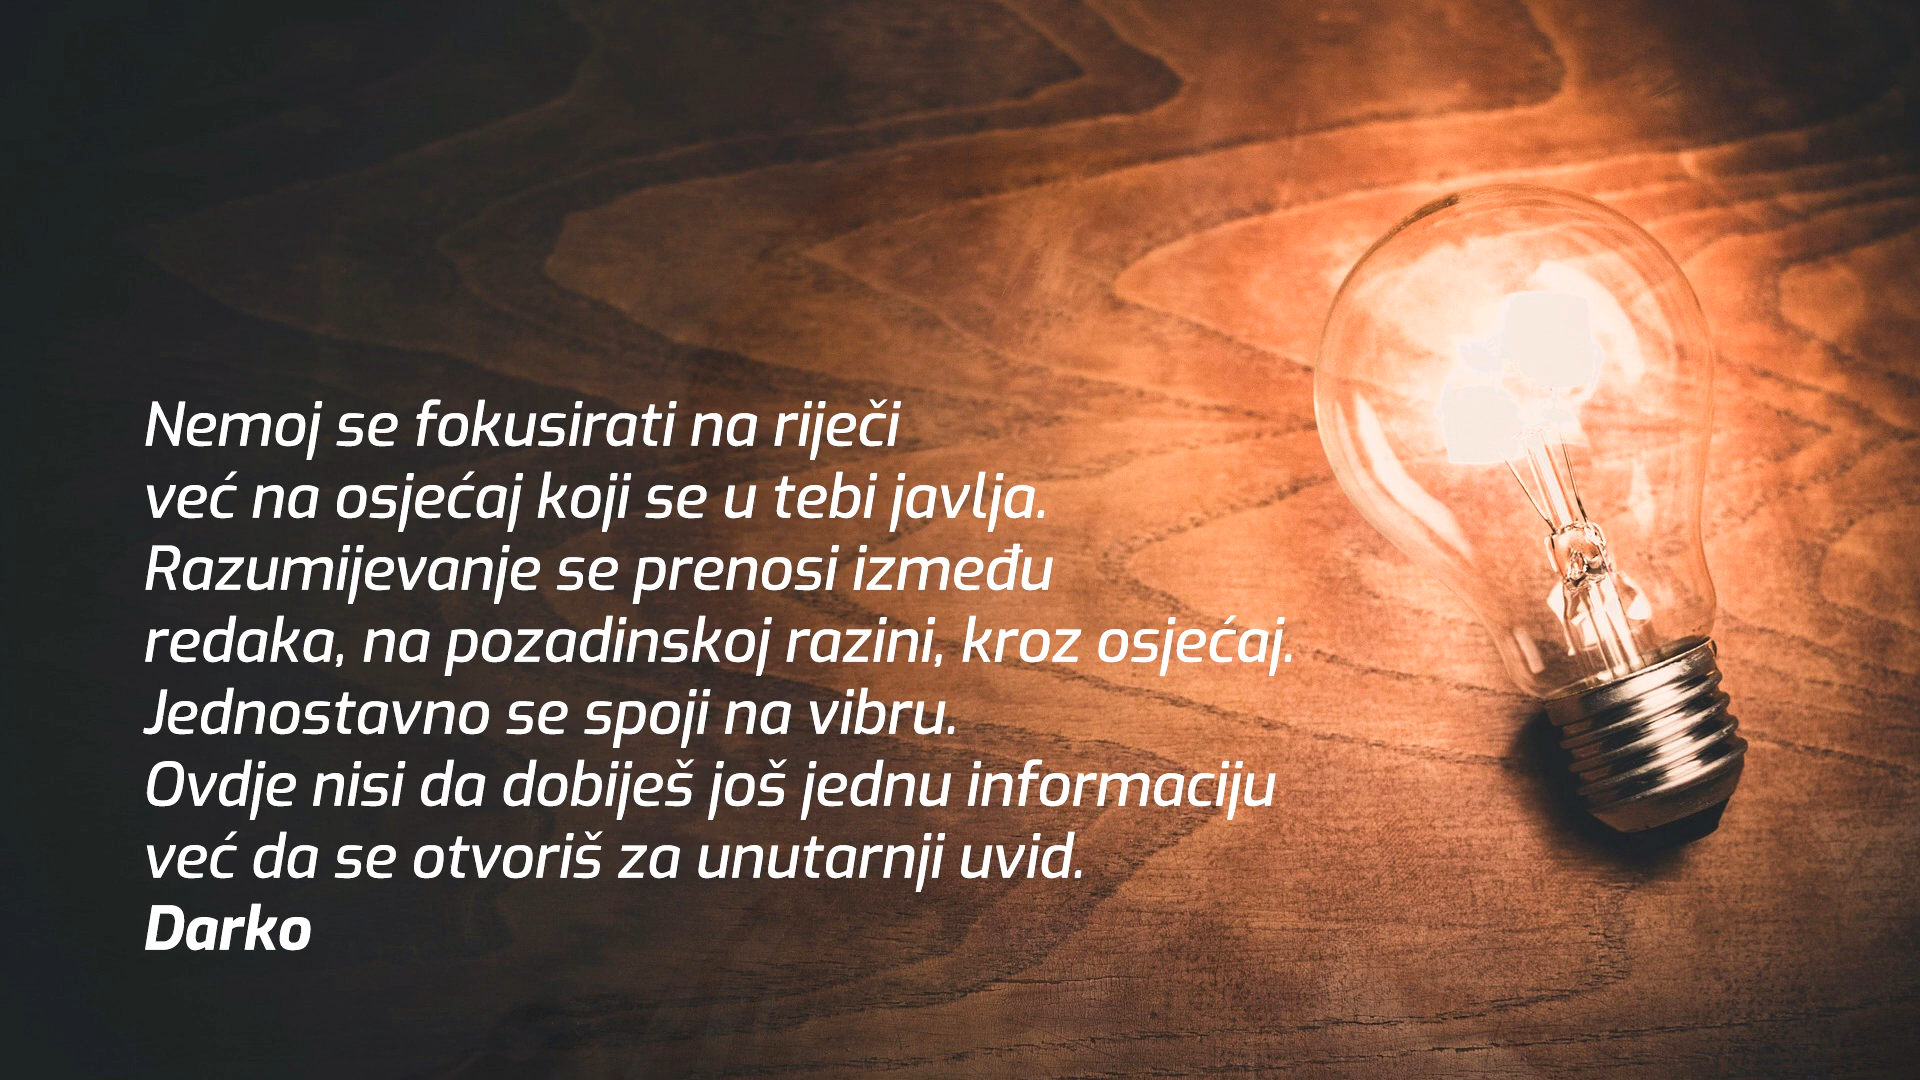 Nemoj se fokusirati na riječi
već na osjećaj koji se u tebi javlja.
Razumijevanje se prenosi između
redaka, na pozadinskoj razini, kroz osjećaj.
Jednostavno se spoji na vibru.
Ovdje nisi da dobiješ još jednu informaciju
već da se otvoriš za unutarnji uvid.
Darko